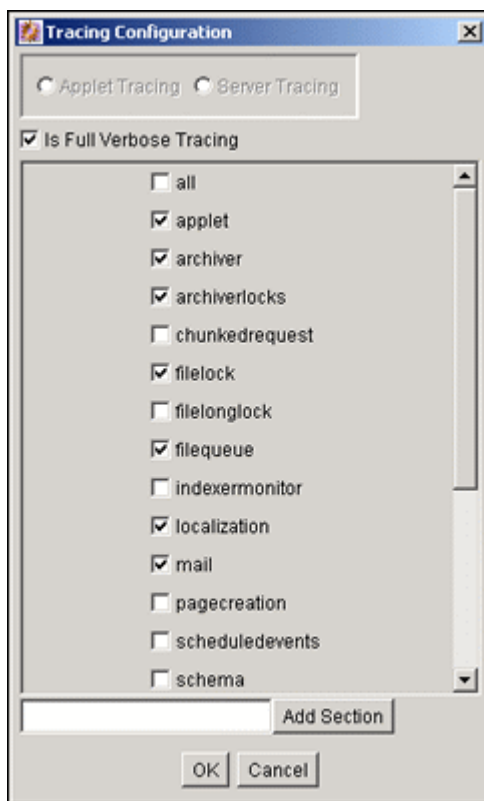 Tracing Configuration
Applet Tracing Server Tracing
Is Full Verbose Tracing
all
applet
archiver
archiverlocks
chunkedrequest
filelock
filelonglock
filequeue
indexermonitor
localization
mail
pagecreation
scheduledevents
schema
Add Section
OK Cancel